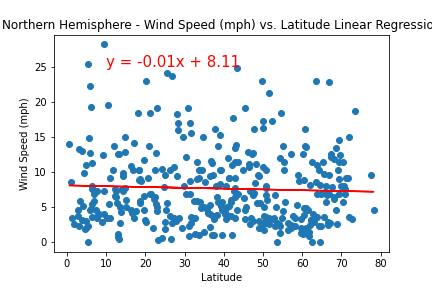 Northern Hemisphere - Wind Speed (mph) vs. Latitude Linear Regressio
y = -0.01x + 8.11
25
20
15
10
5
0
Wind Speed (mph)
0 10 20 30 40 50 60 70 80
Latitude